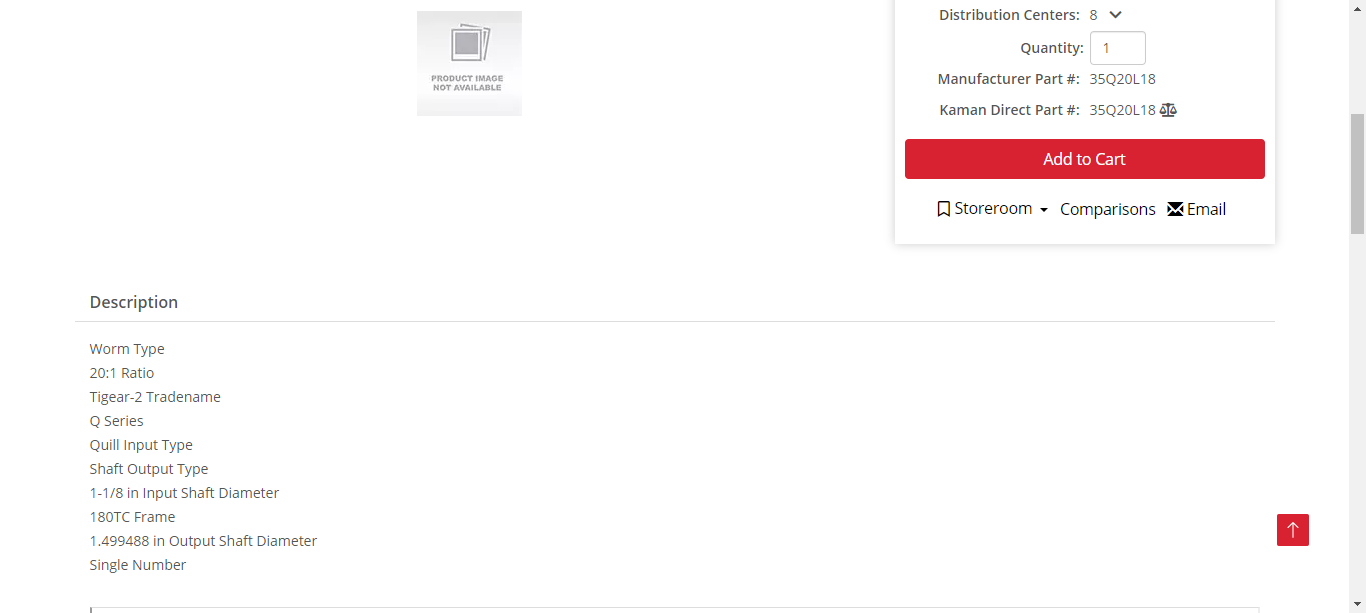 PRODUCT IMAGE
NOT AVAILABLE
Distribution Centers: 8
Quantity: 1
Manufacturer Part #: 35Q20L18
Kaman Direct Part #: 35Q20L18
Add to Cart
Storeroom Comparisons Email
Description
Worm Type
20:1 Ratio
Tigear-2 Tradename
Q Series
Quill Input Type
Shaft Output Type
1-1/8 in Input Shaft Diameter
180TC Frame
1.499488 in Output Shaft Diameter
Single Number